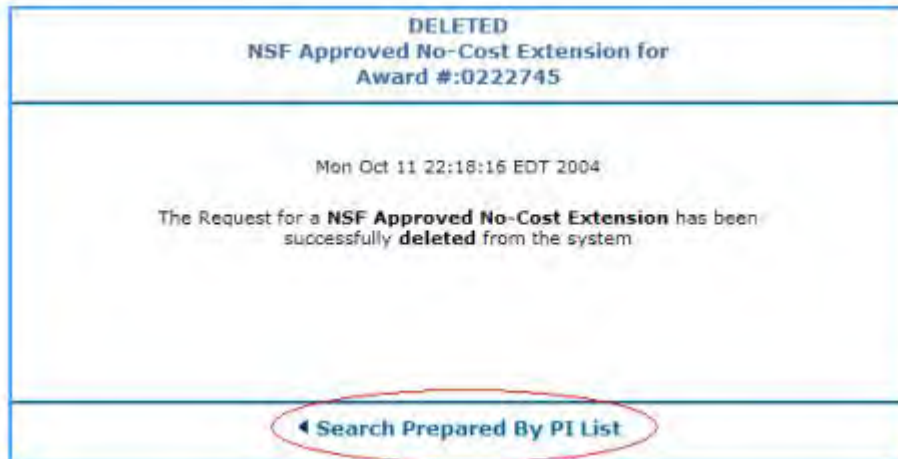 DELETED
NSF Approved No-Cost Extension for
Award #:0222745
Mon Oct 11 22:18:16 EDT 2004
The Request for a NSF Approved No-Cost Extension has been
successfully deleted from the system
Search Prepared By PI List